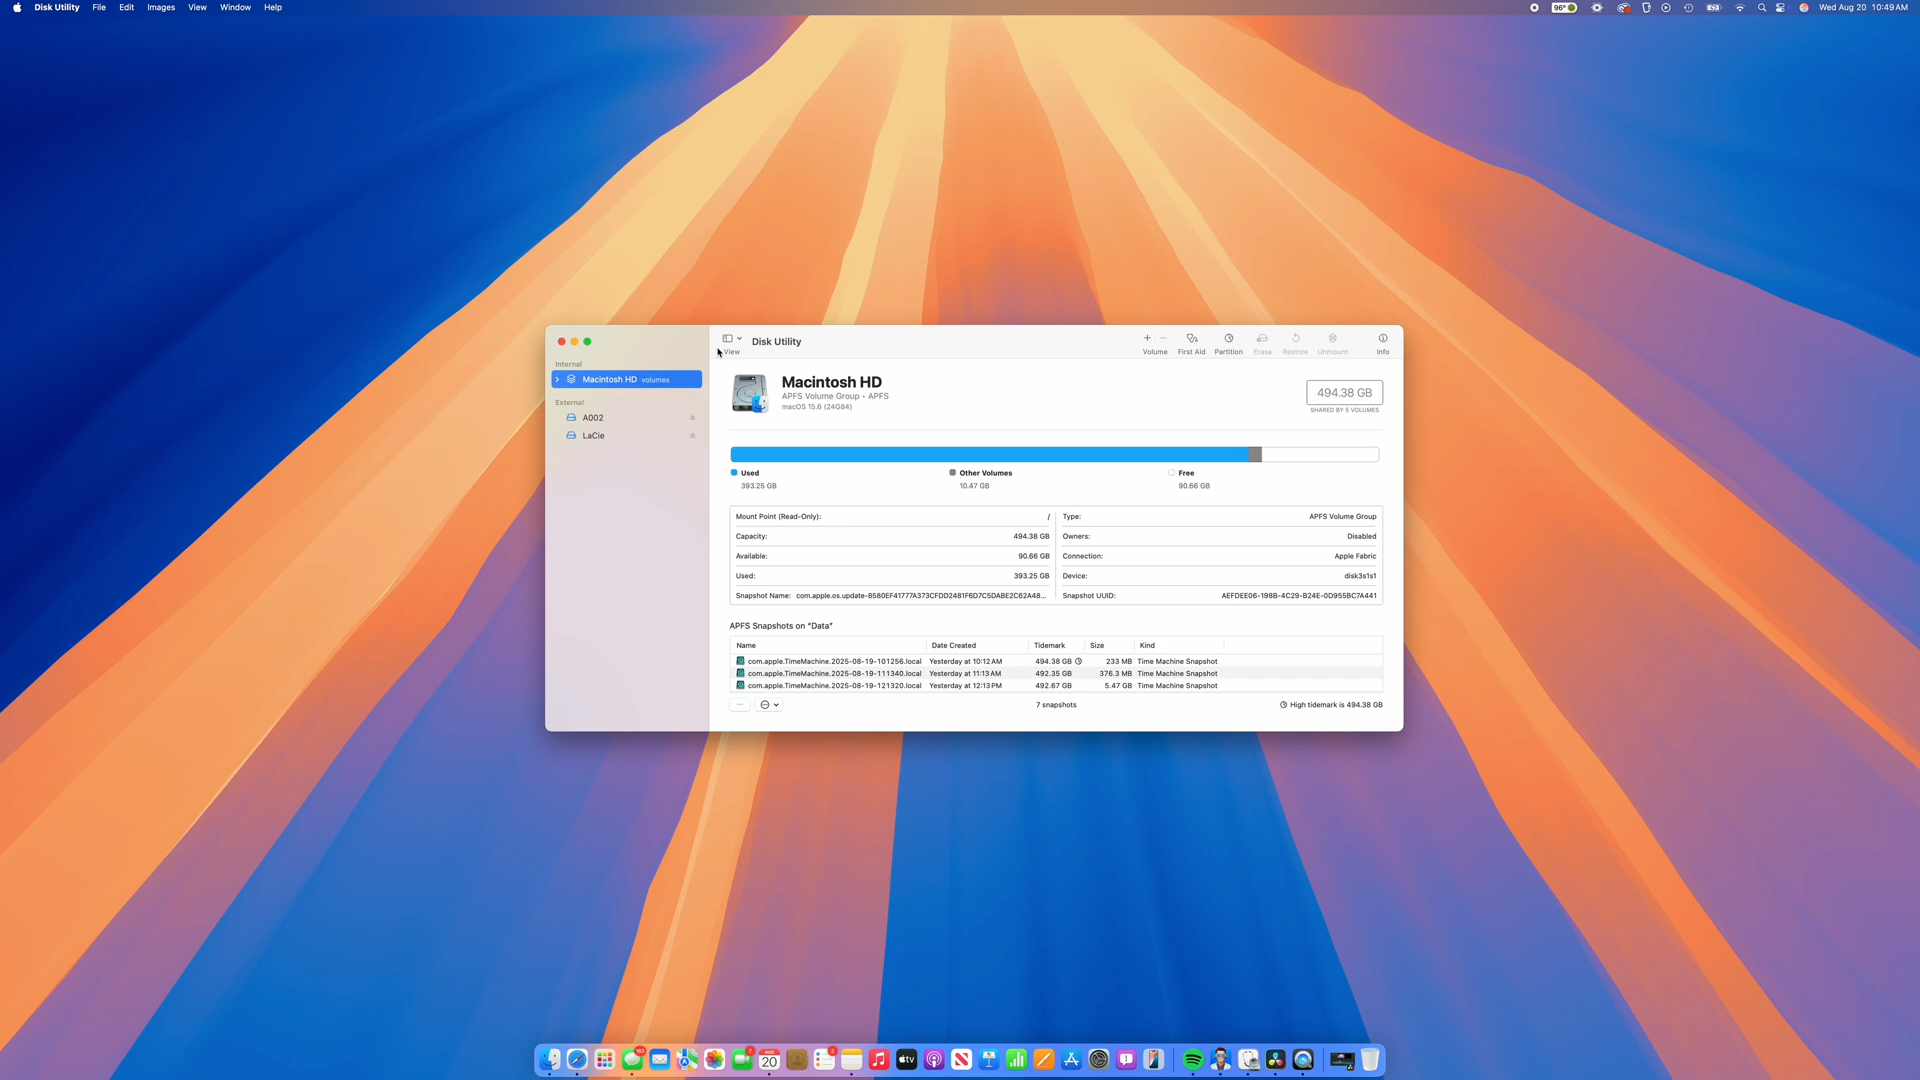 Disk Utility File Edit Images View Window Help
96° Wed Aug 20 10:49 AM
Disk Utility
View
Volume First Aid Partition Erase Restore Unmount Info
Internal
Macintosh HD volumes
External
A002
LaCie
Macintosh HD
APFS Volume Group • APFS
macOS 15.6 (24G84)
494.38 GB
SHARED BY 5 VOLUMES
Used Other Volumes Free
393.25 GB 10.47 GB 90.66 GB
Mount Point (Read-Only): / Type: APFS Volume Group
Capacity: 494.38 GB Owners: Disabled
Available: 90.66 GB Connection: Apple Fabric
Used: 393.25 GB Device: disk3s1s1
Snapshot Name: com.apple.os.update-8580EF41777A373CFDD2481F6D7C5DABE2C62A48... Snapshot UUID: AEFDEE06-198B-4C29-B24E-0D955BC7A441
APFS Snapshots on “Data”
Name Date Created Tidemark Size Kind
com.apple.TimeMachine.2025-08-19-101256.local Yesterday at 10:12 AM 494.38 GB 233 MB Time Machine Snapshot
com.apple.TimeMachine.2025-08-19-111340.local Yesterday at 11:13 AM 492.35 GB 376.3 MB Time Machine Snapshot
com.apple.TimeMachine.2025-08-19-121320.local Yesterday at 12:13 PM 492.67 GB 5.47 GB Time Machine Snapshot
7 snapshots High tidemark is 494.38 GB
AUG
20
tv